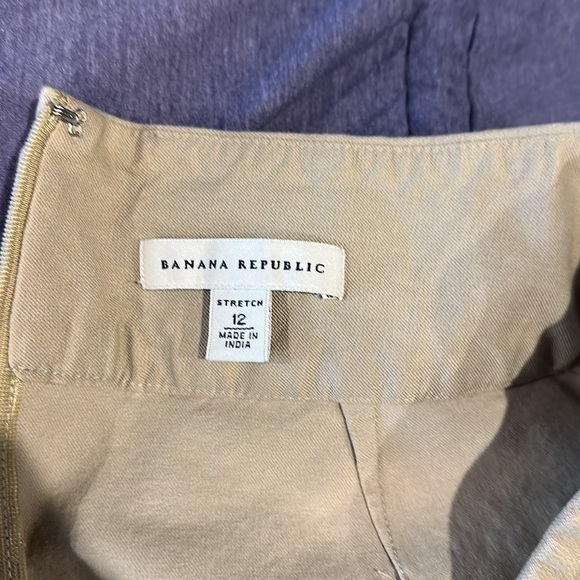 BANANA REPUBLIC
STRETCH
12
MADE IN
INDIA